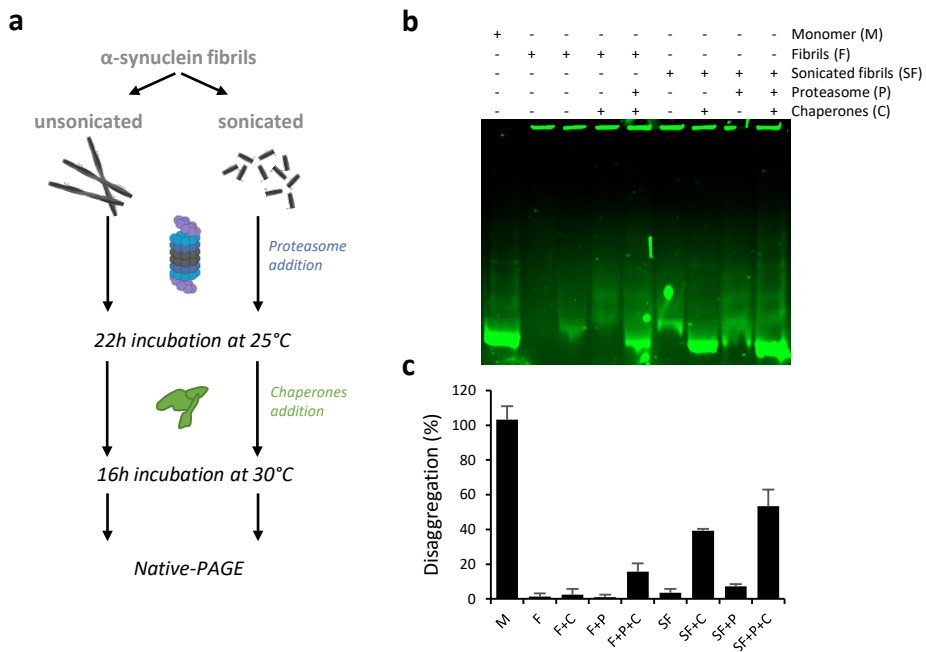 a
α-synuclein fibrils
unsonicated sonicated
Proteasome
addition
22h incubation at 25°C
Chaperones
addition
16h incubation at 30°C
Native-PAGE
b
+ - - - - - - - - Monomer (M)
- + + + + - - - - Fibrils (F)
- - - - - + + + + Sonicated fibrils (SF)
- - - - + - - + + Proteasome (P)
- - - + + - + - + Chaperones (C)
c
Disaggregation (%)
120
100
80
60
40
20
0
M F F+C F+P F+P+C SF SF+C SF+P SF+P+C